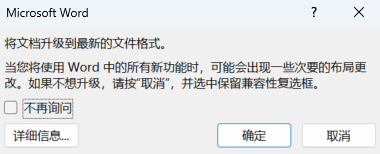 Microsoft Word
?
将文档升级到最新的文件格式。
当您将使用 Word 中的所有新功能时，可能会出现一些次要的布局更
改。如果不想升级，请按“取消”，并选中保留兼容性复选框。
不再询问
详细信息...
确定
取消